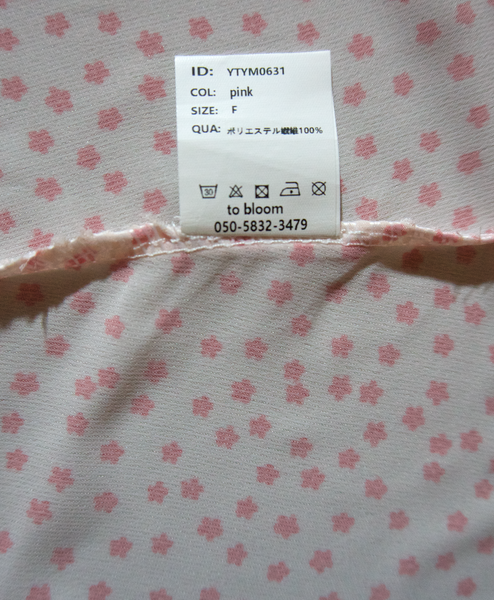 ID: YTYM0631
COL: pink
SIZE: F
QUA: ポリエステル繊維100%
30
to bloom
050-5832-3479